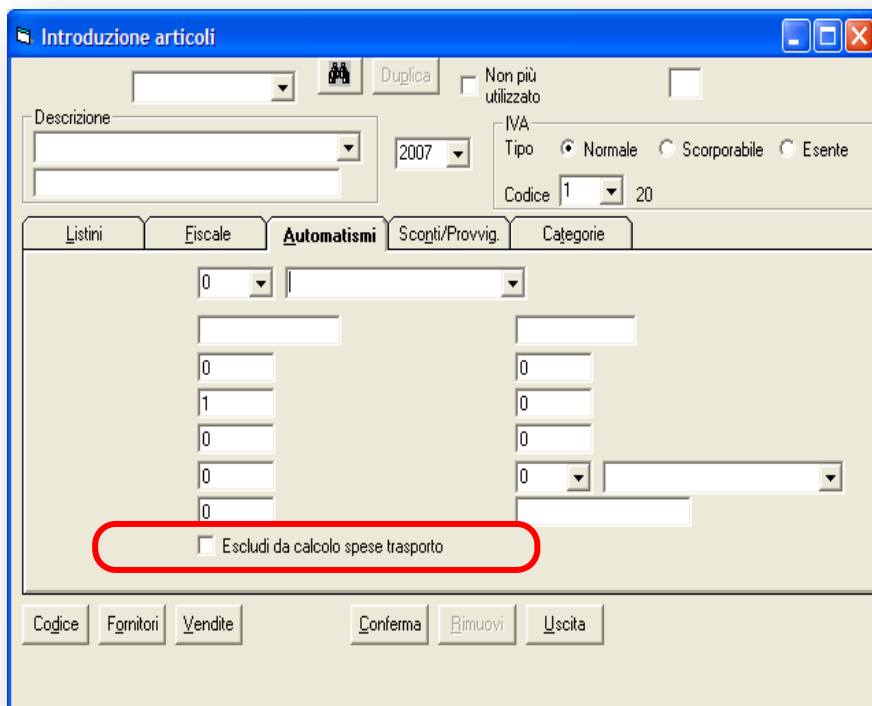 Introduzione articoli
Duplica
Non più
utilizzato
Descrizione
IVA
2007
Tipo Normale Scorporabile Esente
Codice 1 20
Listini Fiscale Automatismi Sconti/Provvig. Categorie
0
0 0
1 0
0 0
0 0
0
Escludi da calcolo spese trasporto
Codice Fornitori Vendite Conferma Rimuovi Uscita